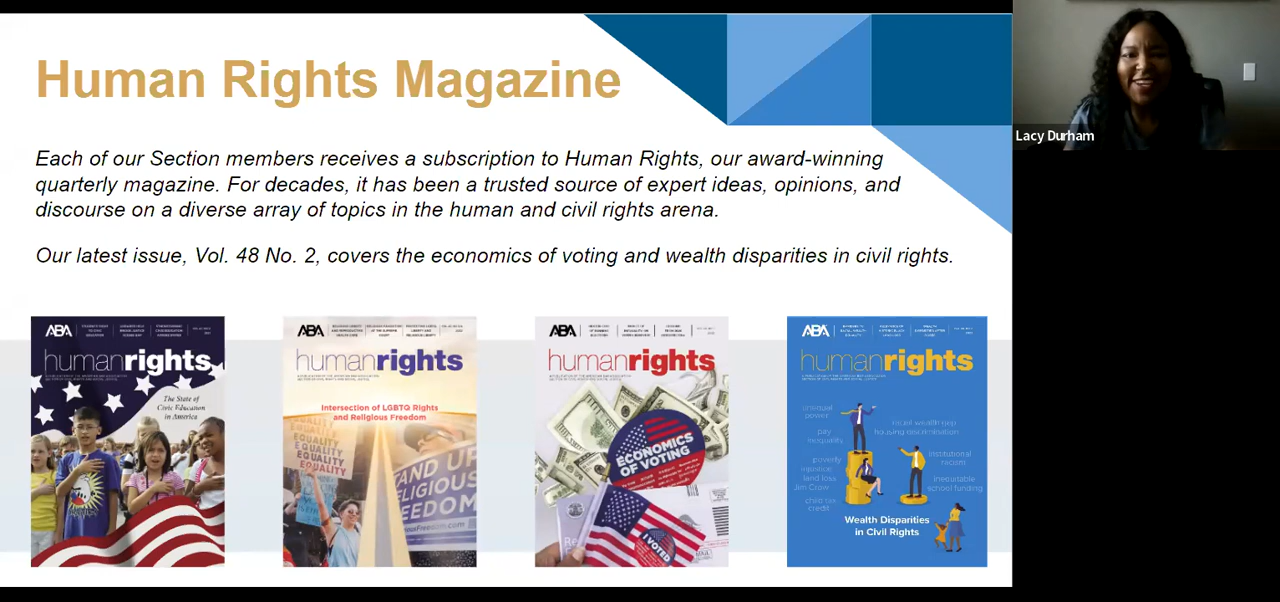 Human Rights Magazine
Lacy Durham
Each of our Section members receives a subscription to Human Rights, our award-winning
quarterly magazine. For decades, it has been a trusted source of expert ideas, opinions, and
discourse on a diverse array of topics in the human and civil rights arena.
Our latest issue, Vol. 48 No. 2, covers the economics of voting and wealth disparities in civil rights.
ABA
humanrights
The State of
Civic Education
in America
ABA
humanrights
Intersection of LGBTQ Rights
and Religious Freedom
EQUALITY
EQUALITY
EQUALITY
EQUALITY
STAND UP
RELIGIOUS
FREEDOM
ABA
humanrights
ECONOMICS
OF VOTING
I VOTED
ABA
humanrights
unequal
power
pay
inequality
racial wealth gap
housing discrimination
poverty
injustice
land loss
Jim Crow
child tax
credit
institutional
racism
inequitable
school funding
Wealth Disparities
in Civil Rights